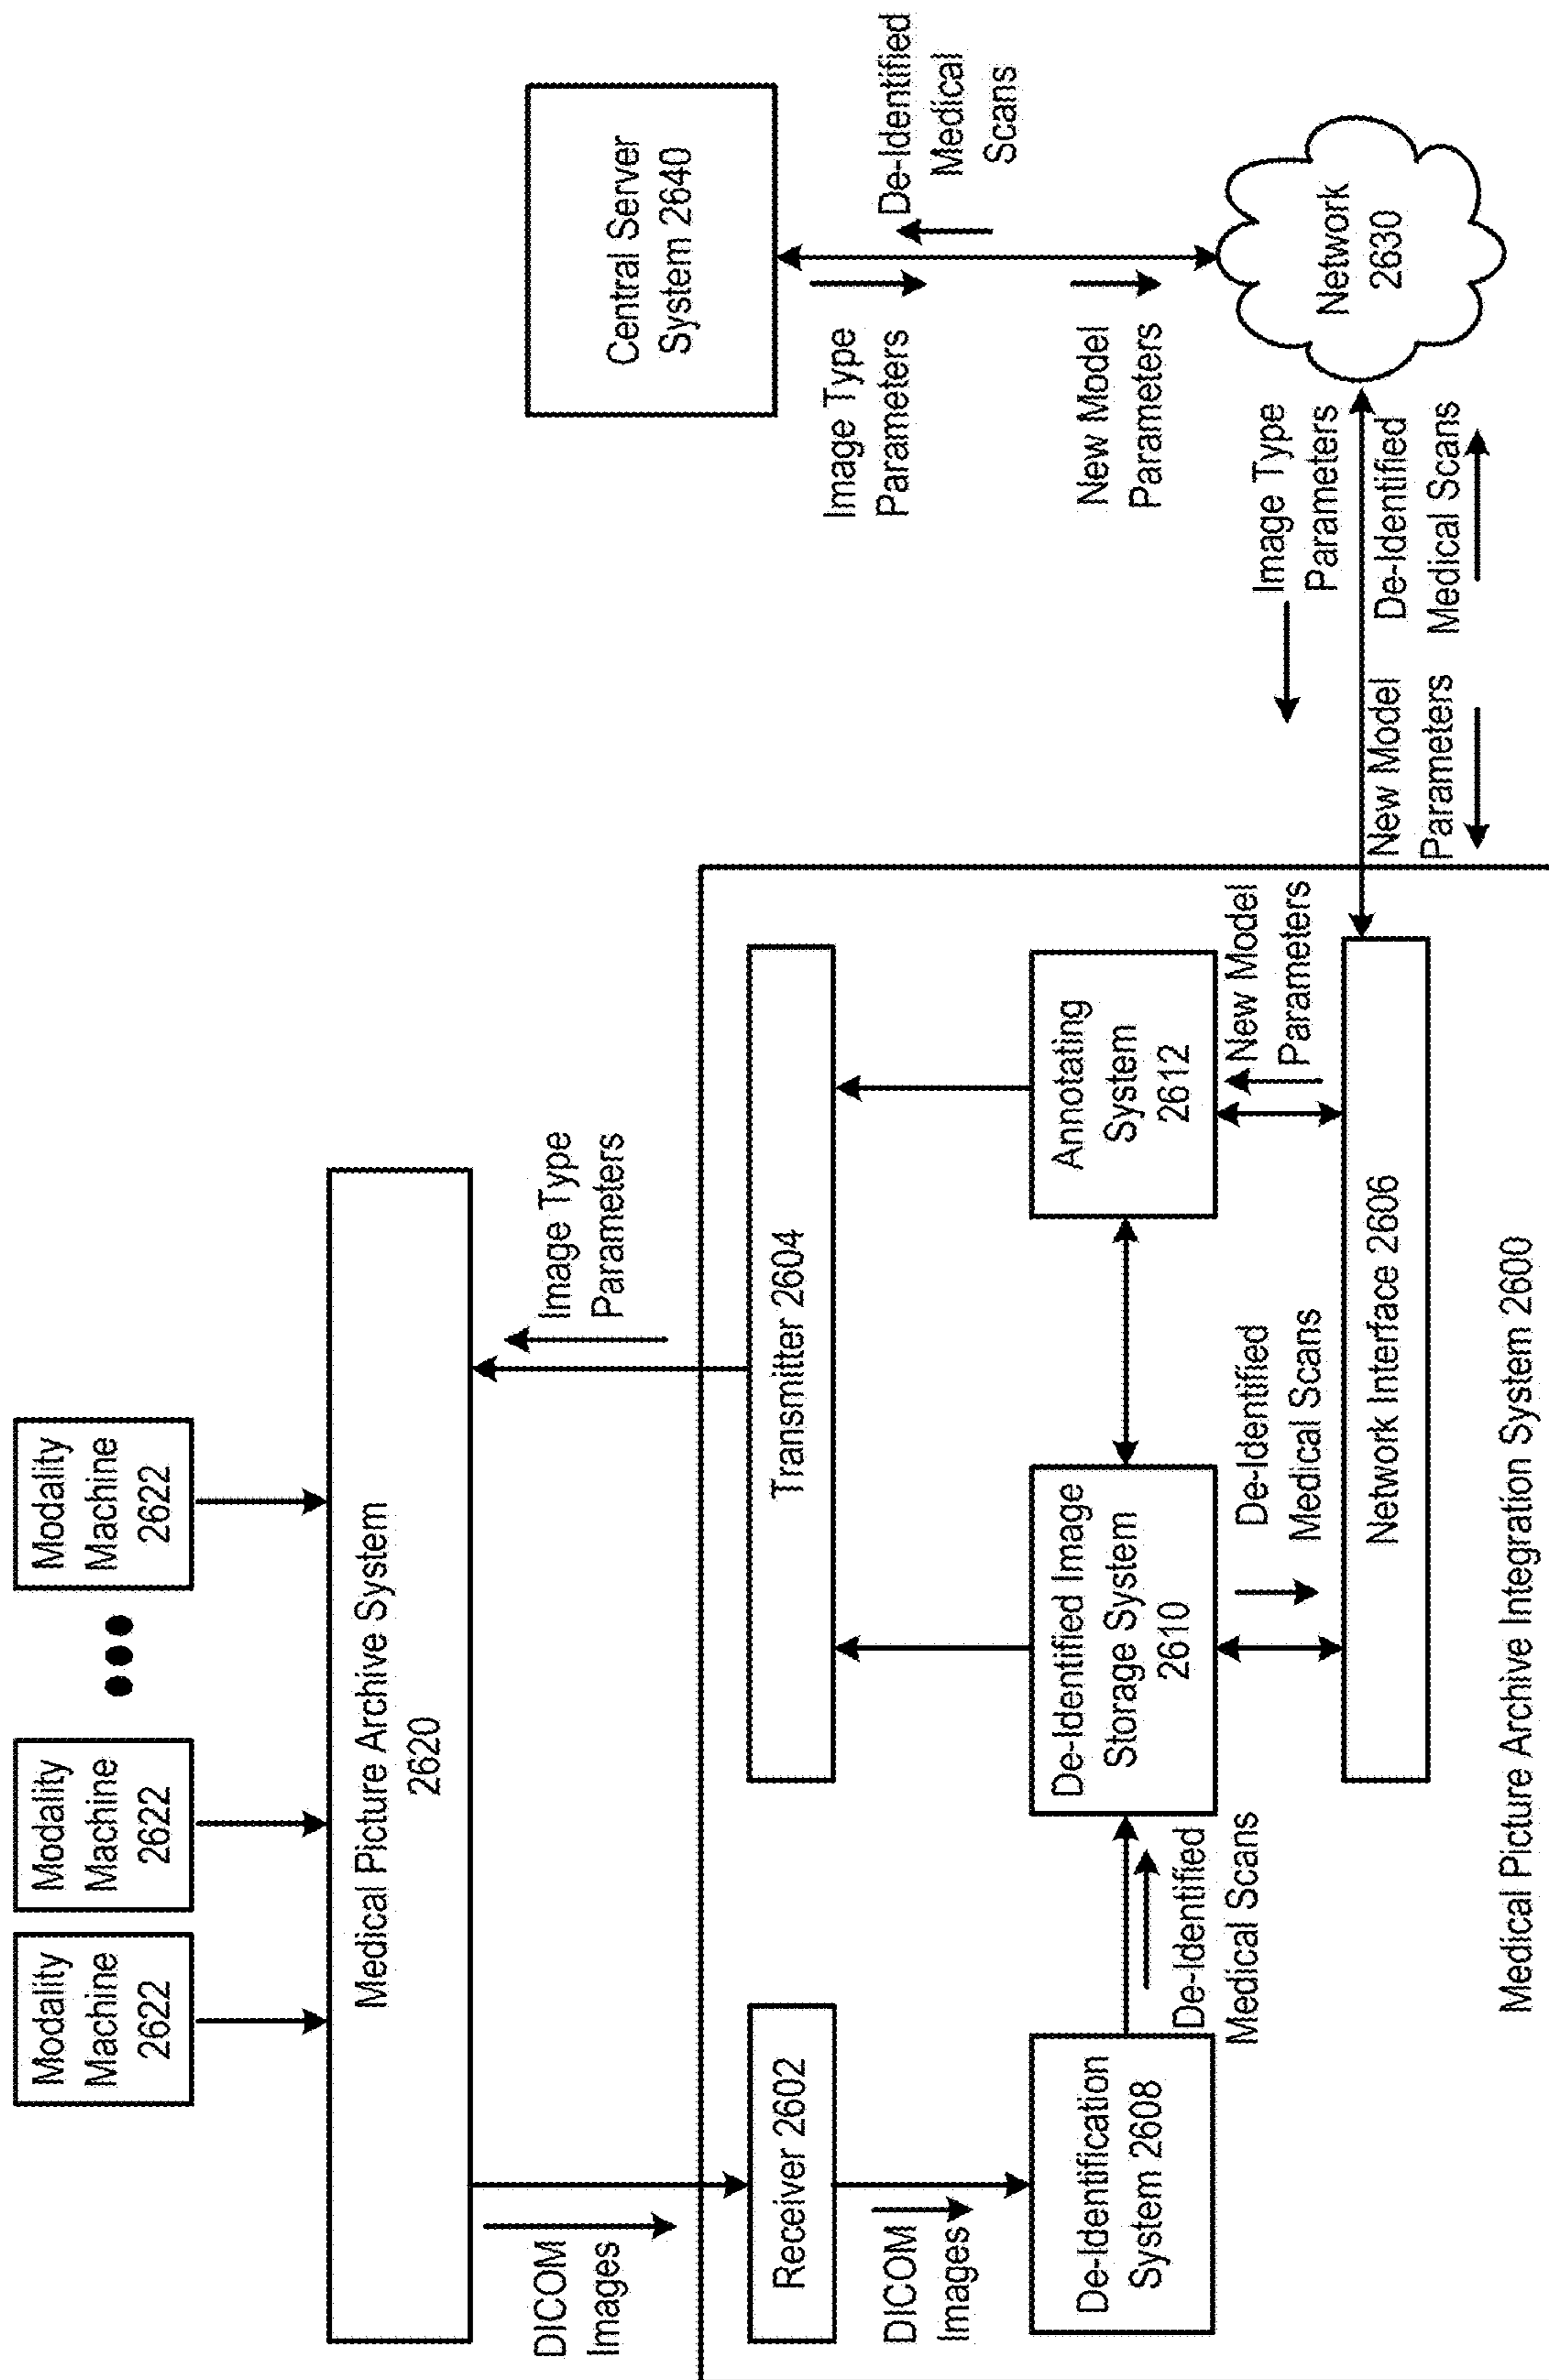 Modality
Machine
2622
Modality
Machine
2622
Modality
Machine
2622
Medical Picture Archive System
2620
DICOM
Images
Image Type
Parameters
Receiver 2602
Transmitter 2604
DICOM
Images
De-Identification
System 2608
De-Identified
Medical Scans
De-Identified Image
Storage System
2610
Annotating
System
2612
De-Identified
Medical Scans
New Model
Parameters
Network Interface 2606
Medical Picture Archive Integration System 2600
Central Server
System 2640
Image Type
Parameters
De-Identified
Medical
Scans
New Model
Parameters
Network
2630
Image Type
Parameters
New Model
Parameters
De-Identified
Medical Scans